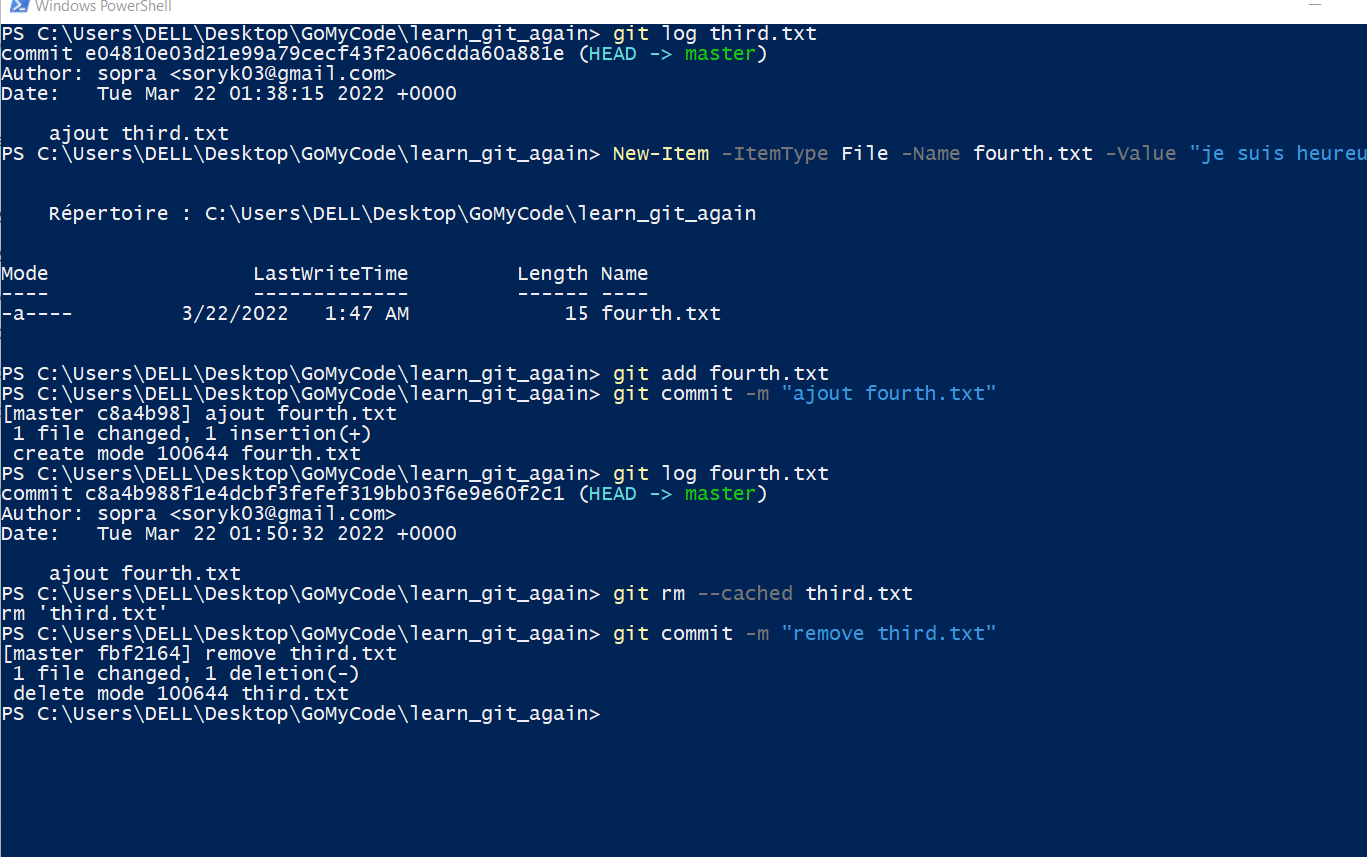 Windows PowerShell
PS C:\Users\DELL\Desktop\GoMyCode\learn_git_again> git log third.txt
commit e04810e03d21e99a79cecf43f2a06cdda60a881e (HEAD -> master)
Author: sopra <soryk03@gmail.com>
Date:   Tue Mar 22 01:38:15 2022 +0000
    ajout third.txt
PS C:\Users\DELL\Desktop\GoMyCode\learn_git_again> New-Item -ItemType File -Name fourth.txt -Value "je suis heureu
    Répertoire : C:\Users\DELL\Desktop\GoMyCode\learn_git_again
Mode                 LastWriteTime         Length Name
----                 -------------         ------ ----
-a----         3/22/2022   1:47 AM             15 fourth.txt
PS C:\Users\DELL\Desktop\GoMyCode\learn_git_again> git add fourth.txt
PS C:\Users\DELL\Desktop\GoMyCode\learn_git_again> git commit -m "ajout fourth.txt"
[master c8a4b98] ajout fourth.txt
 1 file changed, 1 insertion(+)
 create mode 100644 fourth.txt
PS C:\Users\DELL\Desktop\GoMyCode\learn_git_again> git log fourth.txt
commit c8a4b988f1e4dcbf3fefef319bb03f6e9e60f2c1 (HEAD -> master)
Author: sopra <soryk03@gmail.com>
Date:   Tue Mar 22 01:50:32 2022 +0000
    ajout fourth.txt
PS C:\Users\DELL\Desktop\GoMyCode\learn_git_again> git rm --cached third.txt
rm 'third.txt'
PS C:\Users\DELL\Desktop\GoMyCode\learn_git_again> git commit -m "remove third.txt"
[master fbf2164] remove third.txt
 1 file changed, 1 deletion(-)
 delete mode 100644 third.txt
PS C:\Users\DELL\Desktop\GoMyCode\learn_git_again>